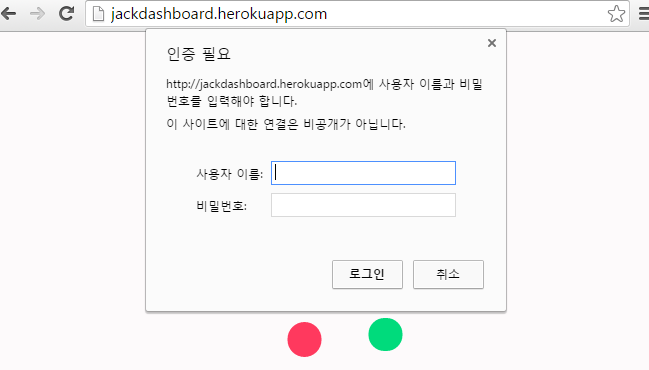 jackdashboard.herokuapp.com
인증 필요
http://jackdashboard.herokuapp.com에 사용자 이름과 비밀
번호를 입력해야 합니다.
이 사이트에 대한 연결은 비공개가 아닙니다.
사용자 이름:
비밀번호:
로그인 취소